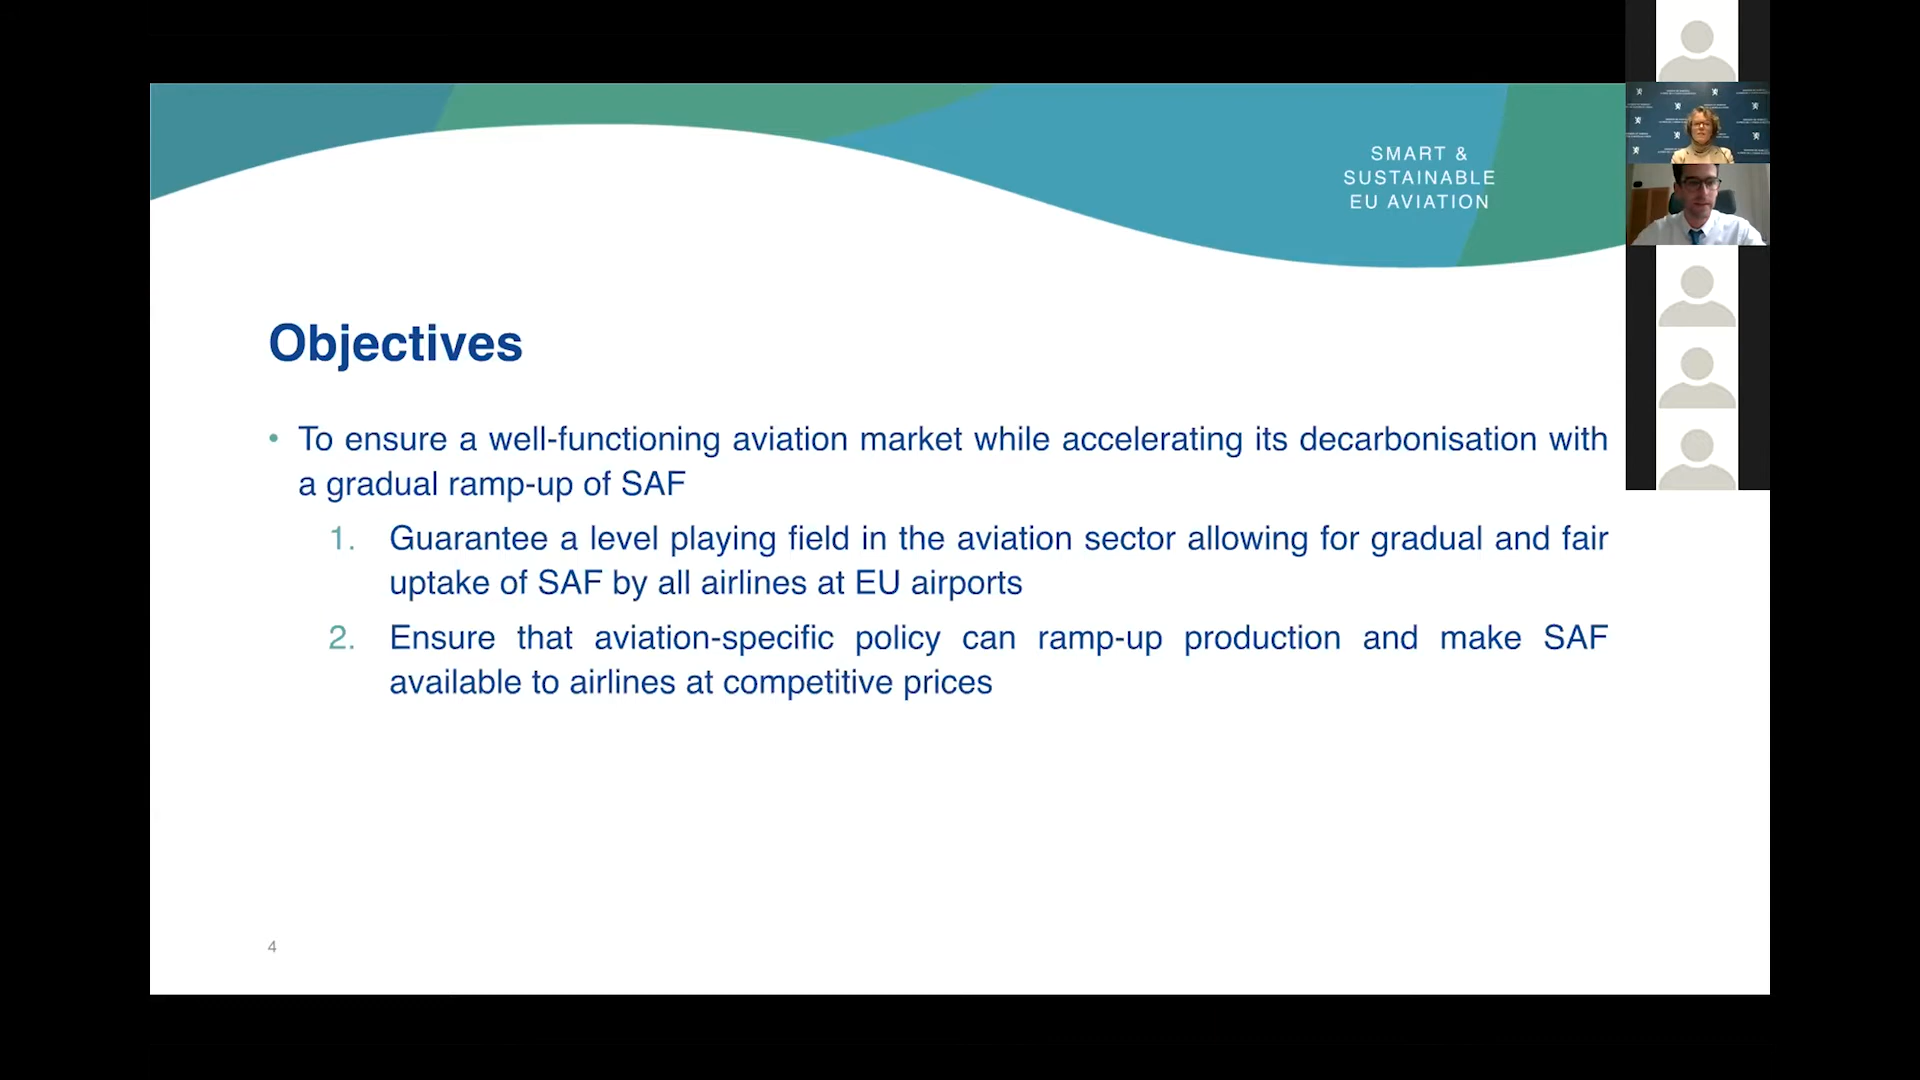 SMART &
SUSTAINABLE
EU AVIATION
Objectives
• To ensure a well-functioning aviation market while accelerating its decarbonisation with
a gradual ramp-up of SAF
1. Guarantee a level playing field in the aviation sector allowing for gradual and fair
uptake of SAF by all airlines at EU airports
2. Ensure that aviation-specific policy can ramp-up production and make SAF
available to airlines at competitive prices
4